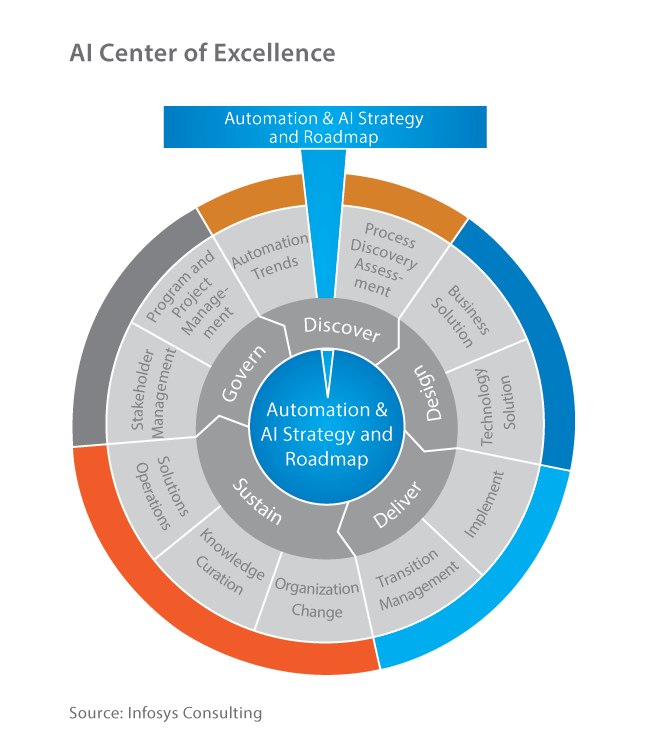 AI Center of Excellence
Automation & AI Strategy
and Roadmap
Automation
Trends
Process
Discovery
Assess-
ment
Business
Solution
Technology
Solution
Implement
Transition
Management
Organization
Change
Knowledge
Curation
Solutions
Operations
Stakeholder
Management
Program and
Project
Manage-
ment
Discover
Design
Deliver
Sustain
Govern
Automation &
AI Strategy and
Roadmap
Source: Infosys Consulting